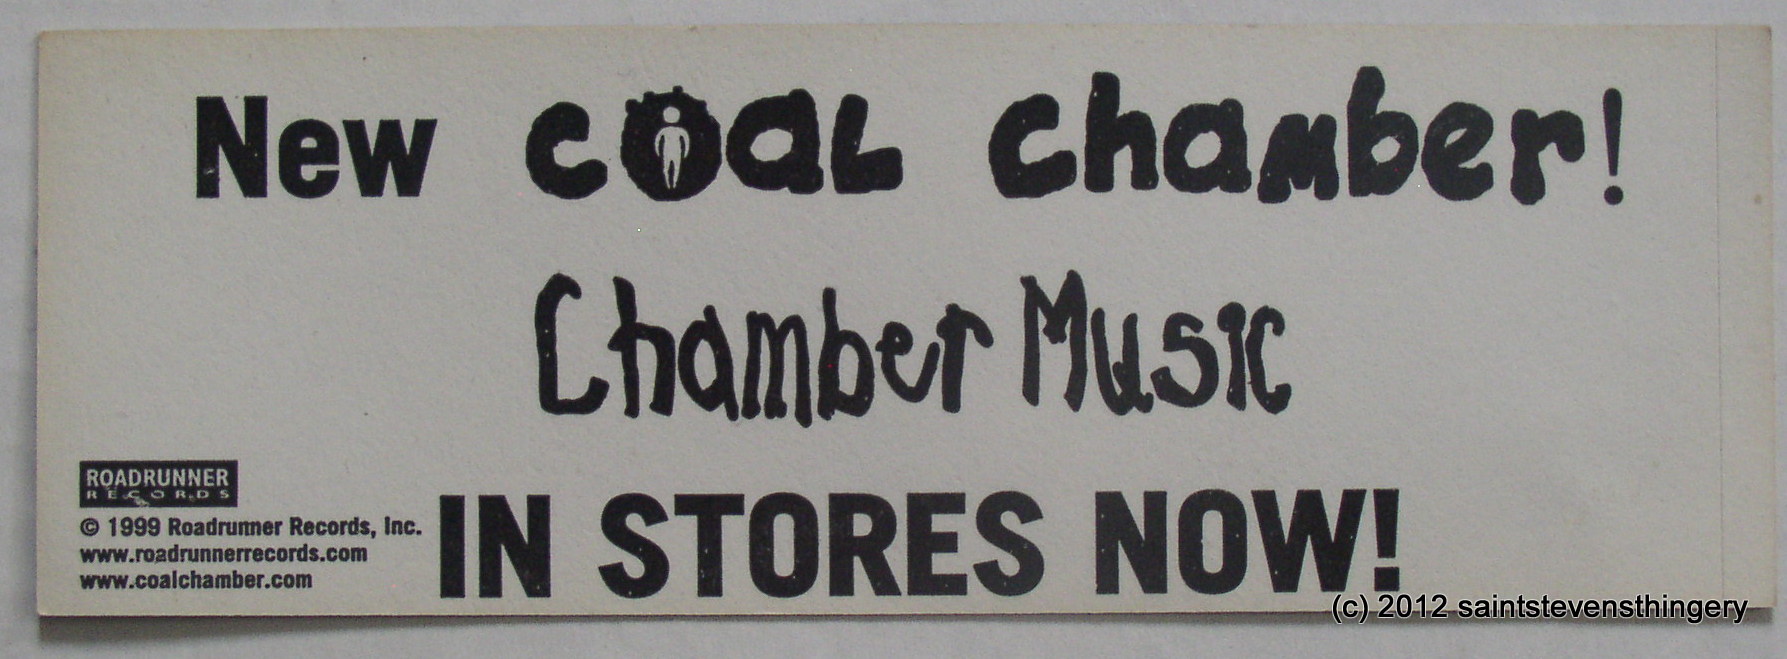 New COAL Chamber!
Chamber Music
ROADRUNNER
RECORDS
© 1999 Roadrunner Records, Inc.
www.roadrunnerrecords.com
www.coalchamber.com
IN STORES NOW!
(c) 2012 saintstevensthingery